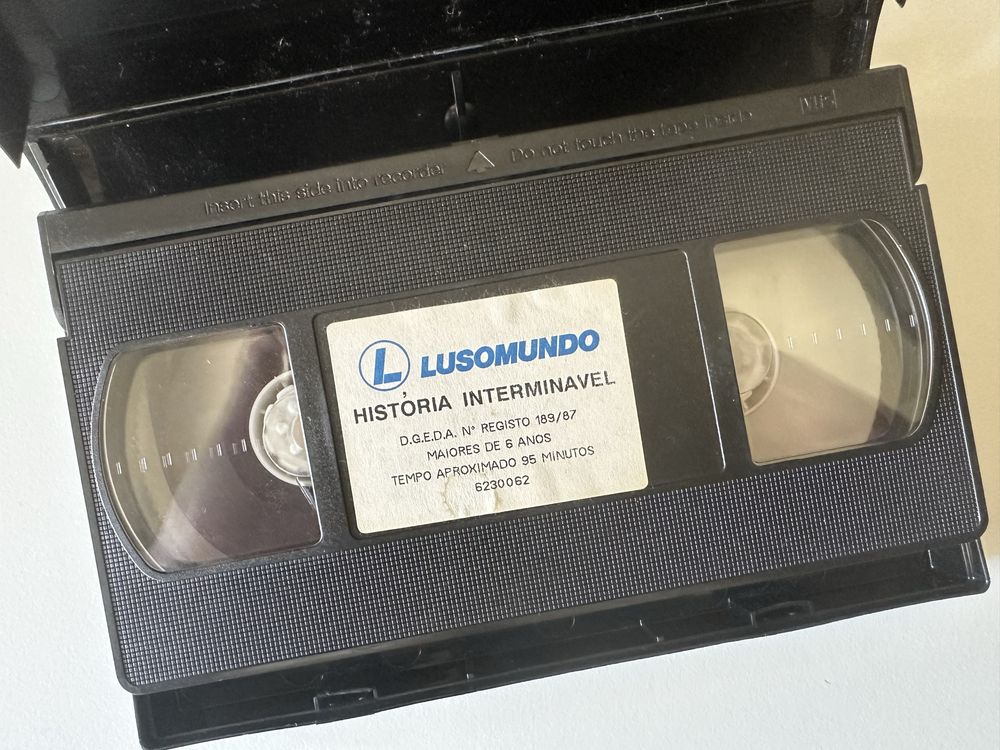 Insert this side into recorder Do not touch the tape inside VHS
L LUSOMUNDO
HISTÓRIA INTERMINAVEL
D.G.E.D.A. N° REGISTO 189/87
MAIORES DE 6 ANOS
TEMPO APROXIMADO 95 MINUTOS
6230062